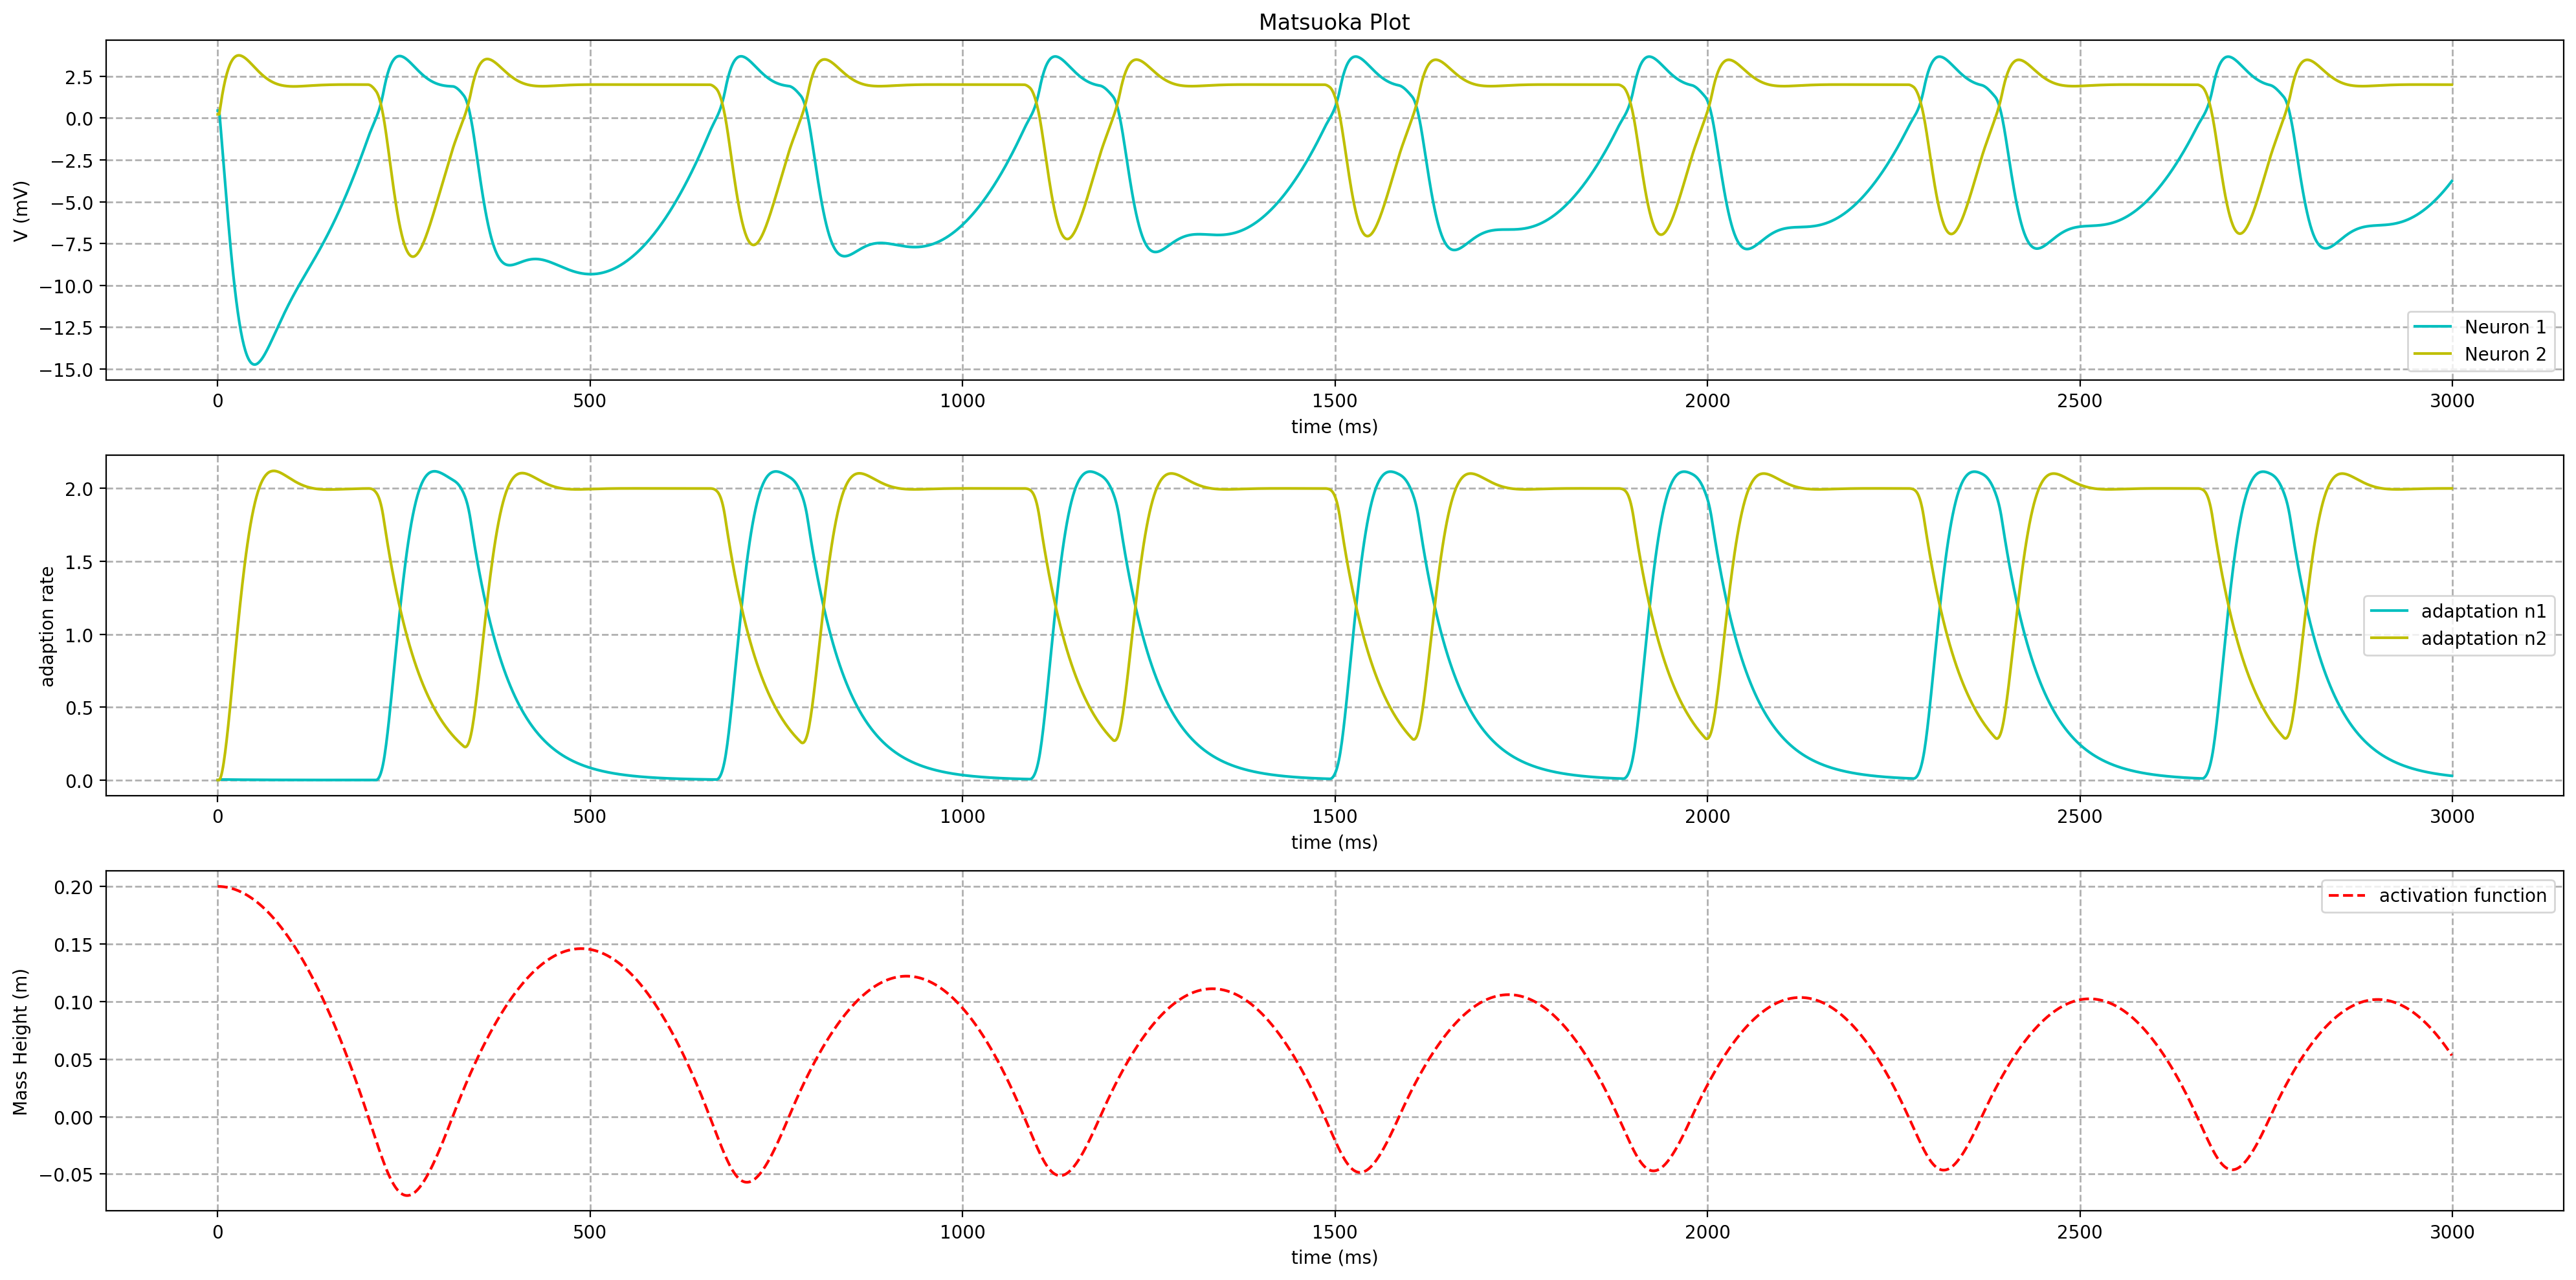 Matsuoka Plot
2.5
0.0
−2.5
−5.0
−7.5
−10.0
−12.5
−15.0
V (mV)
Neuron 1
Neuron 2
0 500 1000 1500 2000 2500 3000
time (ms)
2.0
1.5
1.0
0.5
0.0
adaption rate
adaptation n1
adaptation n2
0 500 1000 1500 2000 2500 3000
time (ms)
0.20
0.15
0.10
0.05
0.00
−0.05
Mass Height (m)
activation function
0 500 1000 1500 2000 2500 3000
time (ms)